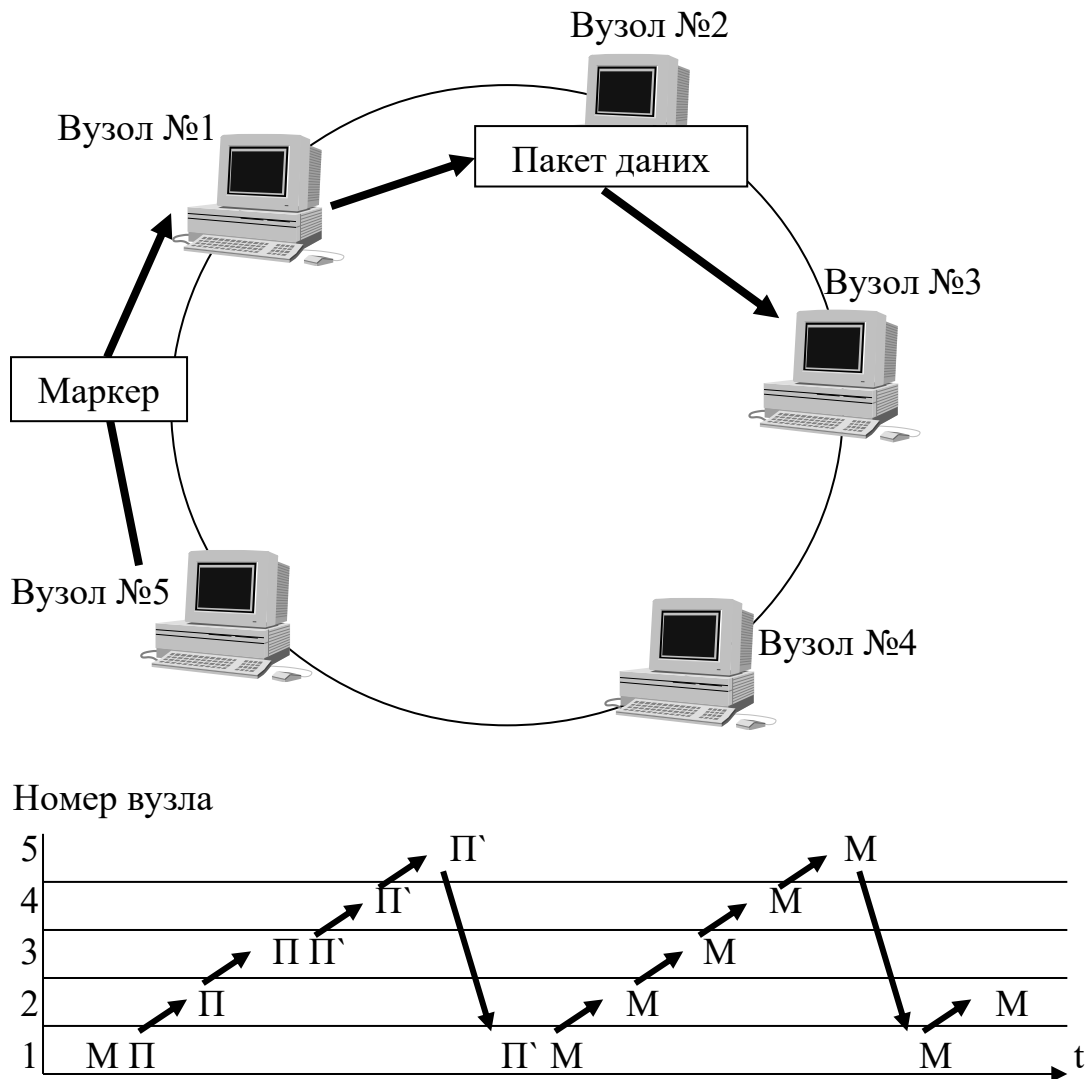 Вузол №2
Вузол №1
Пакет даних
Вузол №3
Маркер
Вузол №5
Вузол №4
Номер вузла
5 П` М
4 П` М
3 П П` М
2 П М М
1 М П П` М М t